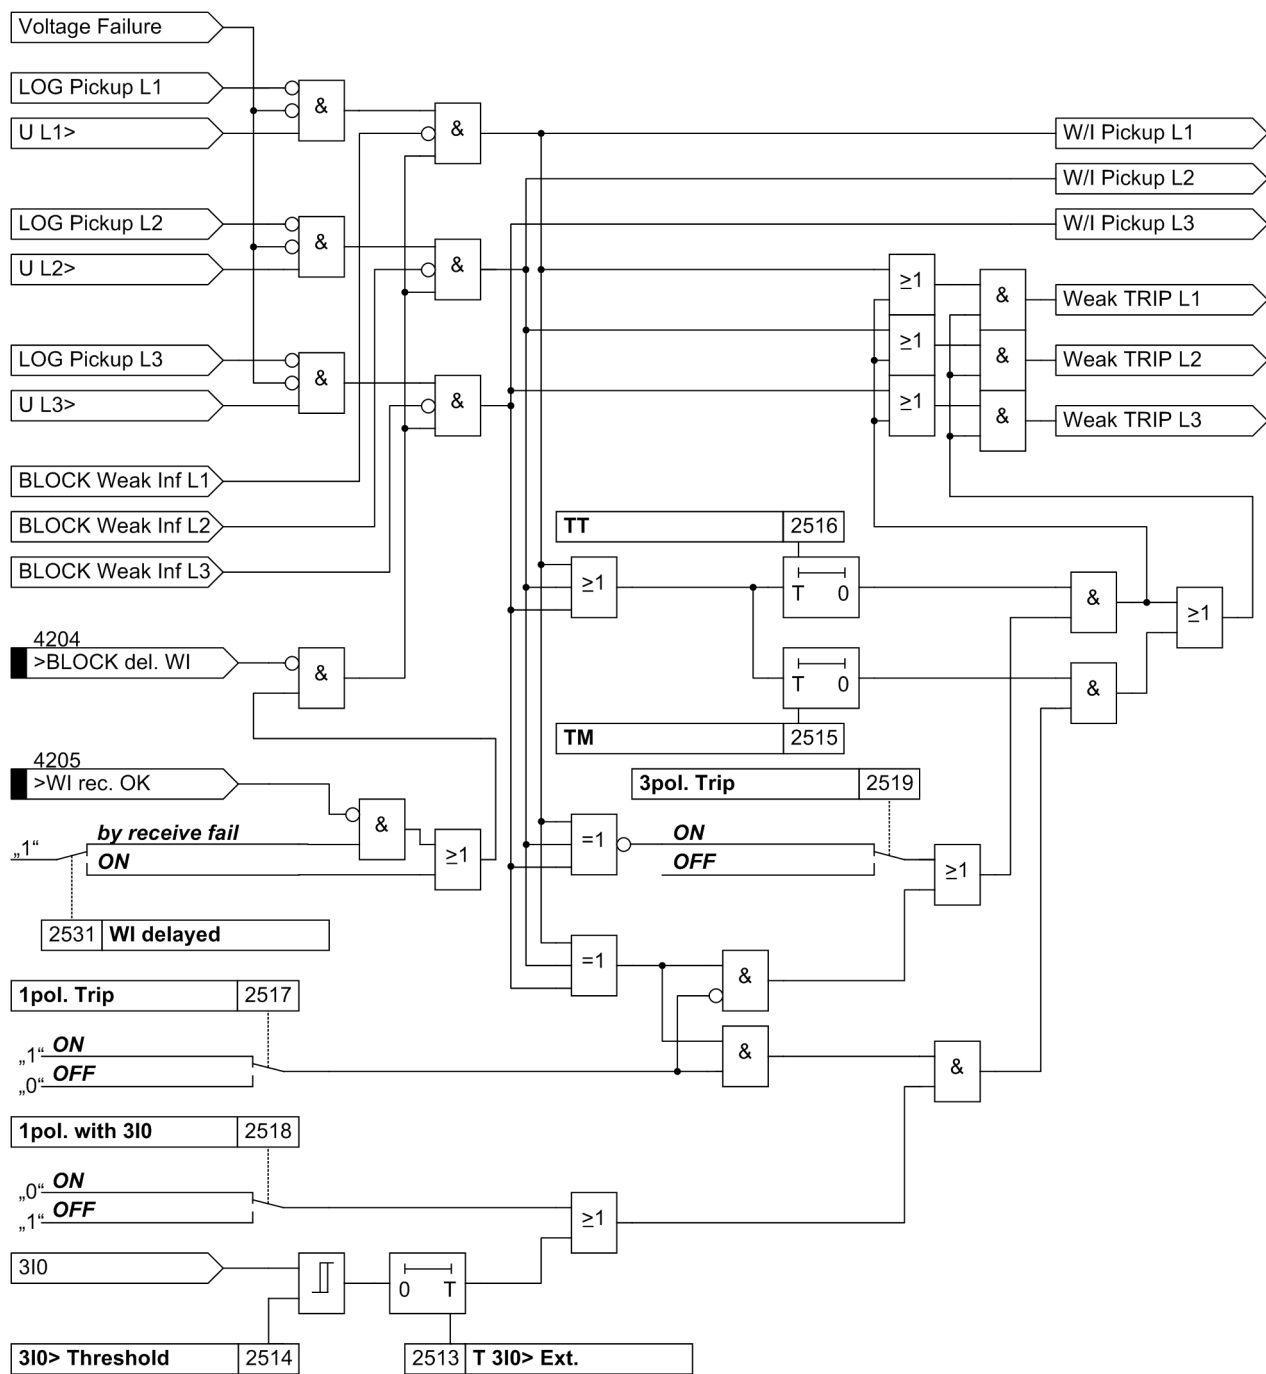 Voltage Failure
LOG Pickup L1
&
U L1>
&
W/I Pickup L1
W/I Pickup L2
LOG Pickup L2
W/I Pickup L3
&
U L2>
&
≥1
&
Weak TRIP L1
≥1
&
Weak TRIP L2
LOG Pickup L3
&
U L3>
&
≥1
&
Weak TRIP L3
BLOCK Weak Inf L1
BLOCK Weak Inf L2
TT 2516
BLOCK Weak Inf L3
≥1
T 0
&
≥1
4204
>BLOCK del. WI
&
T 0
&
TM 2515
4205
>WI rec. OK
3pol. Trip 2519
&
by receive fail
„1“
ON
≥1
=1
ON
OFF
≥1
2531 WI delayed
=1
&
1pol. Trip 2517
„1“ ON
„0“ OFF
&
&
1pol. with 3I0 2518
„0“ ON
„1“ OFF
≥1
3I0
0 T
3I0> Threshold 2514
2513 T 3I0> Ext.